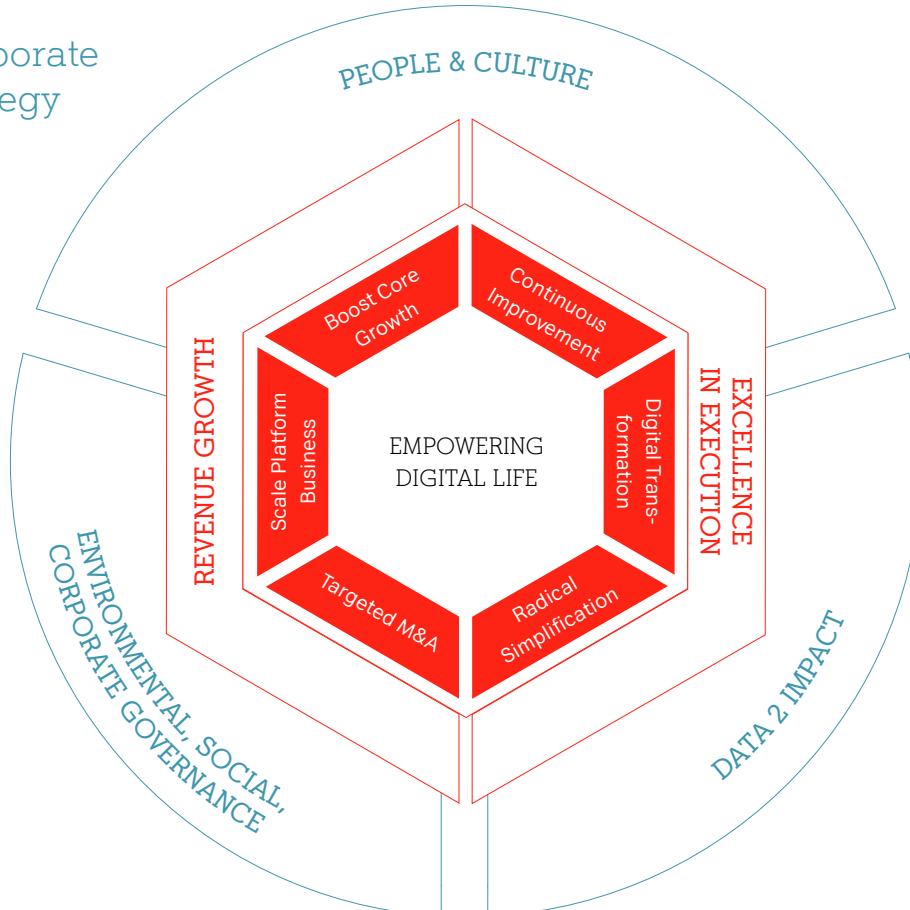 porate
egy
PEOPLE & CULTURE
Boost Core
Growth
Continuous
Improvement
REVENUE GROWTH
Scale Platform
Business
EMPOWERING
DIGITAL LIFE
Digital Trans-
formation
EXCELLENCE
IN EXECUTION
Targeted M&A
Radical
Simplification
ENVIRONMENTAL, SOCIAL,
CORPORATE GOVERNANCE
DATA 2 IMPACT